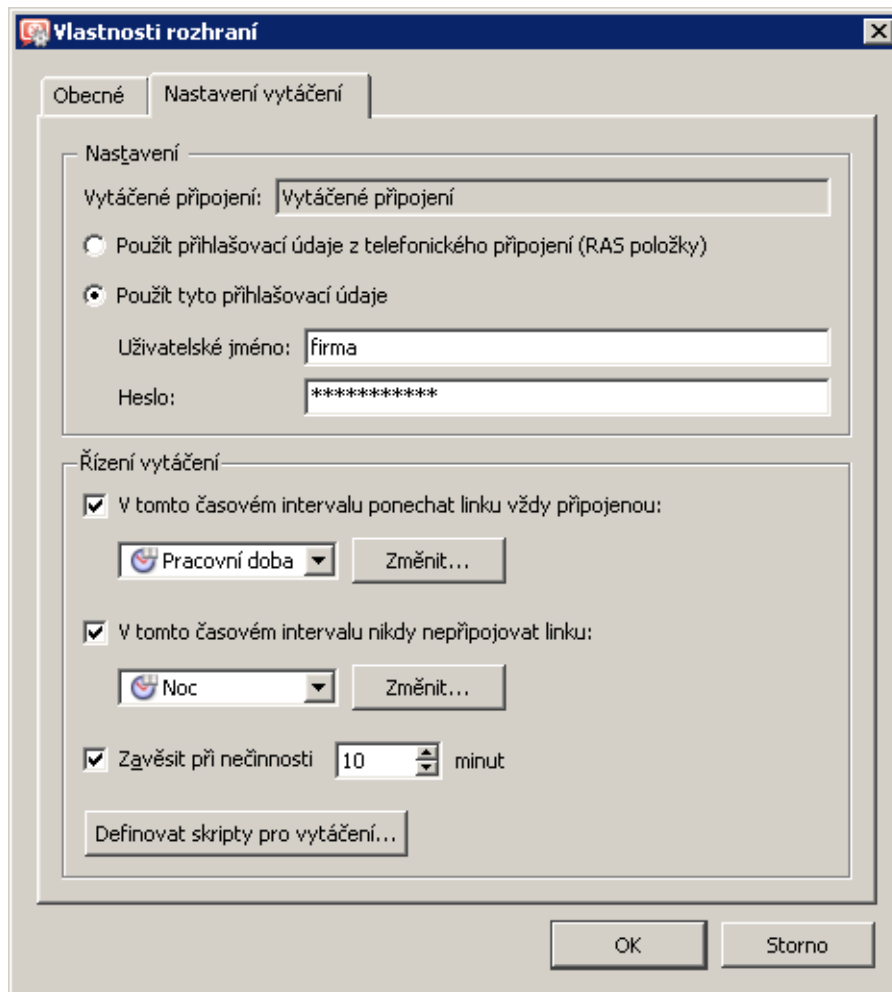 Vlastnosti rozhraní
Obecné Nastavení vytáčení
Nastavení
Vytáčené připojení: Vytáčené připojení
Použít přihlašovací údaje z telefonického připojení (RAS položky)
Použít tyto přihlašovací údaje
Uživatelské jméno: firma
Heslo: ***********
Řízení vytáčení
V tomto časovém intervalu ponechat linku vždy připojenou:
Pracovní doba Změnit...
V tomto časovém intervalu nikdy nepřipojovat linku:
Noc Změnit...
Zavěsit při nečinnosti 10 minut
Definovat skripty pro vytáčení...
OK Storno